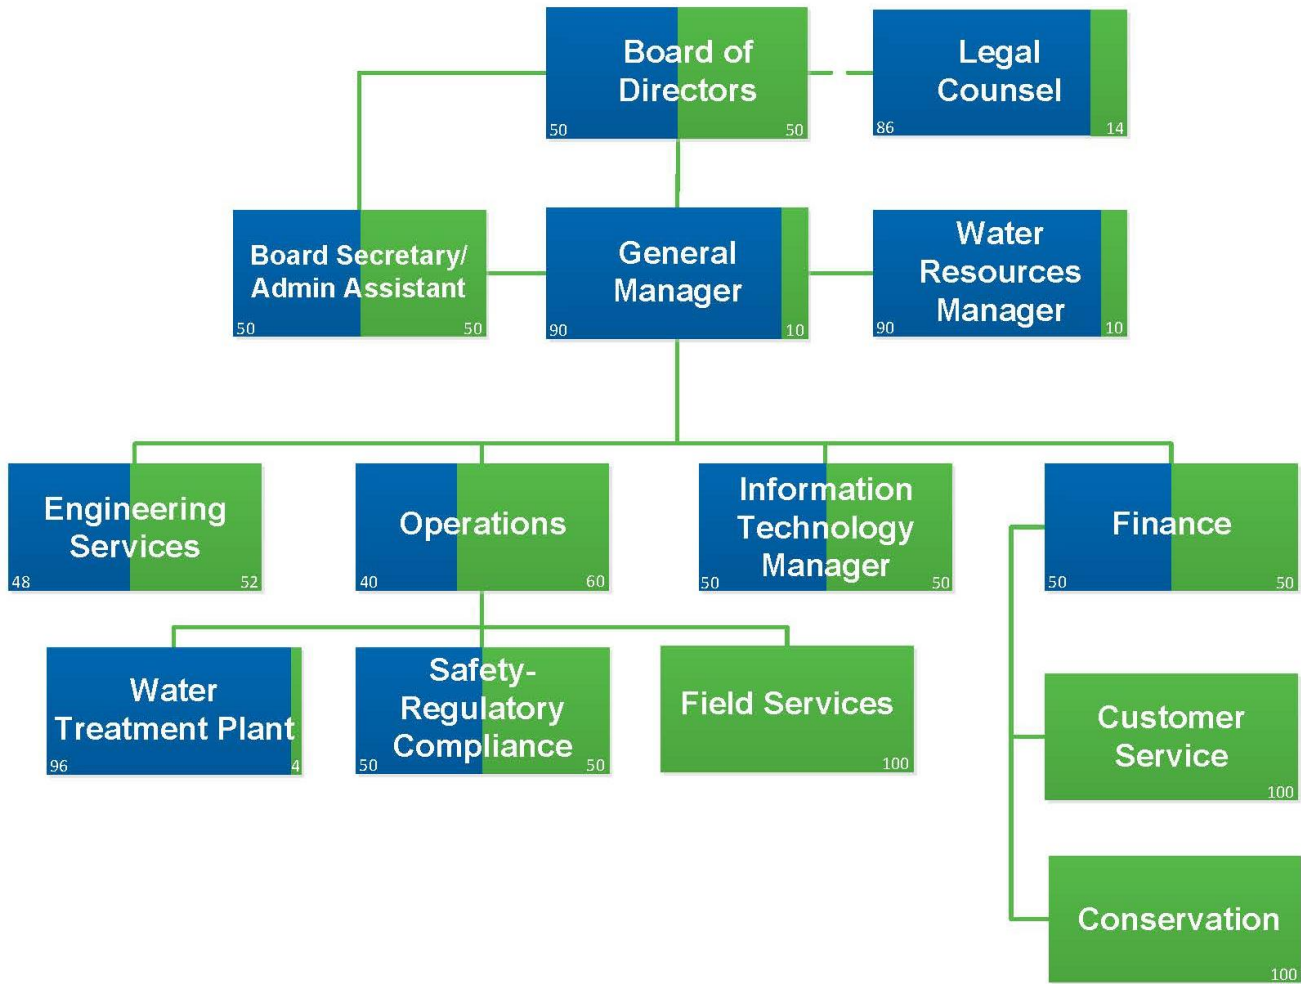 Board of
Directors
50
50
Legal
Counsel
86
14
Board Secretary/
Admin Assistant
50
50
General
Manager
90
10
Water
Resources
Manager
90
10
Engineering
Services
48
52
Operations
40
60
Information
Technology
Manager
50
50
Finance
50
50
Water
Treatment Plant
96
4
Safety-
Regulatory
Compliance
50
50
Field Services
100
Customer
Service
100
Conservation
100